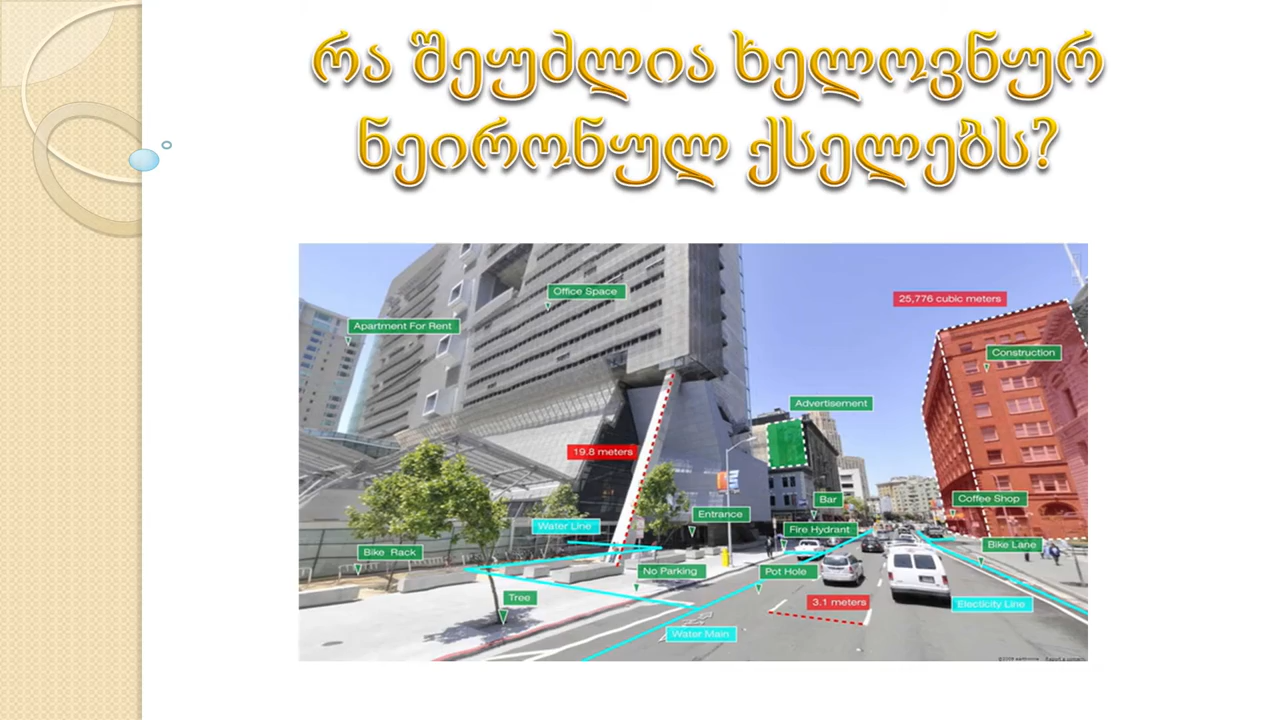 რა შეუძლია ხელოვნურ
ნეირონულ ქსელებს?
Office Space
25,776 cubic meters
Apartment For Rent
Construction
Advertisement
19.8 meters
Coffee Shop
Bar
Entrance
Water Line
Fire Hydrant
Bike Lane
Bike Rack
No Parking
Pot Hole
Tree
3.1 meters
Electicity Line
Water Main